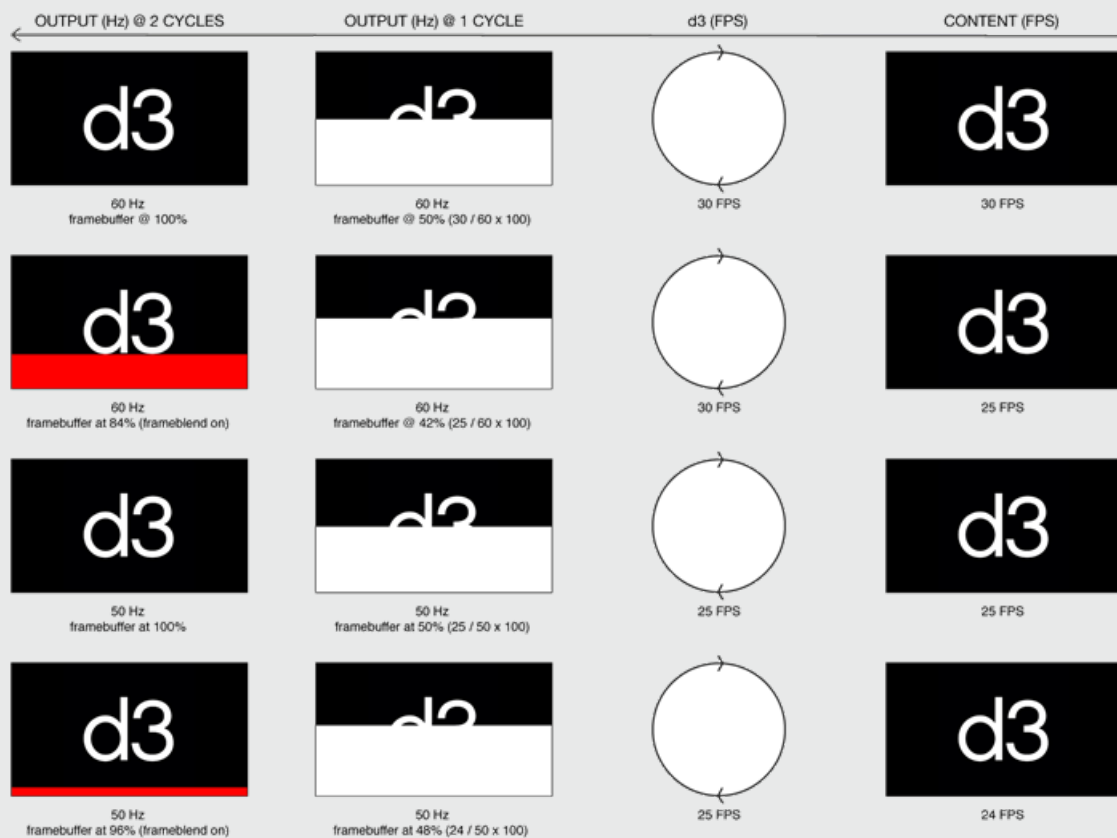 OUTPUT (Hz) @ 2 CYCLES
OUTPUT (Hz) @ 1 CYCLE
d3 (FPS)
CONTENT (FPS)
d3
d3
d3
60 Hz
framebuffer @ 100%
60 Hz
framebuffer @ 50% (30 / 60 x 100)
30 FPS
30 FPS
d3
d3
d3
60 Hz
framebuffer at 84% (frameblend on)
60 Hz
framebuffer @ 42% (25 / 60 x 100)
30 FPS
25 FPS
d3
d3
d3
50 Hz
framebuffer at 100%
50 Hz
framebuffer at 50% (25 / 50 x 100)
25 FPS
25 FPS
d3
d3
d3
50 Hz
framebuffer at 96% (frameblend on)
50 Hz
framebuffer at 48% (24 / 50 x 100)
25 FPS
24 FPS